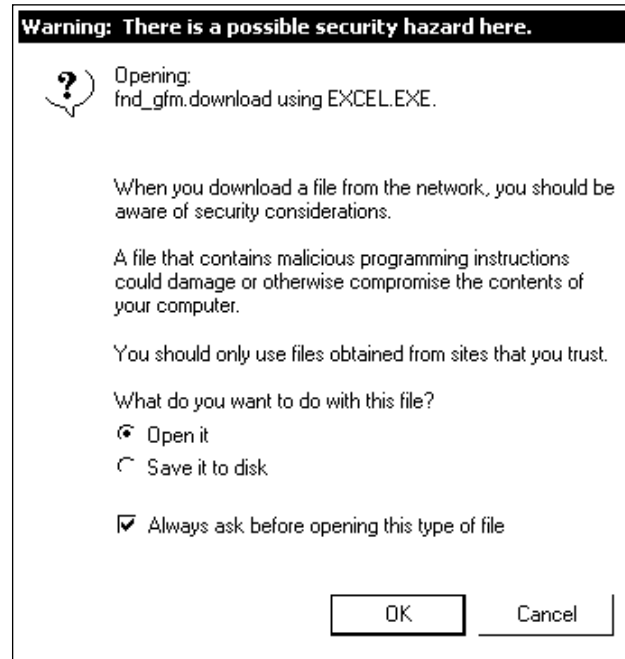 Warning: There is a possible security hazard here.
Opening:
fnd_gfm.download using EXCEL.EXE.
When you download a file from the network, you should be
aware of security considerations.
A file that contains malicious programming instructions
could damage or otherwise compromise the contents of
your computer.
You should only use files obtained from sites that you trust.
What do you want to do with this file?
Open it
Save it to disk
Always ask before opening this type of file
OK Cancel